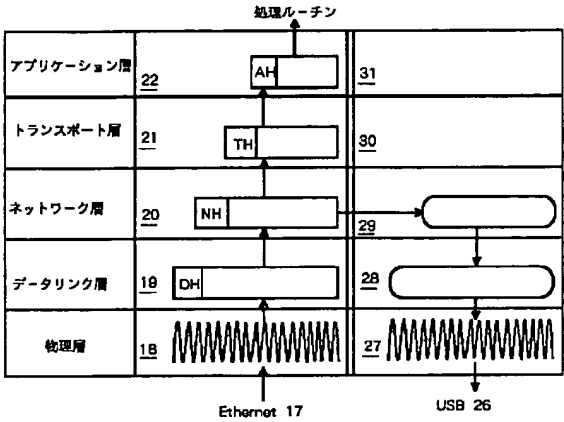 処理ルーチン
アプリケーション層 22 AH 31
トランスポート層 21 TH 30
ネットワーク層 20 NH 29
データリンク層 19 DH 28
物理層 18 27
Ethernet 17 USB 26